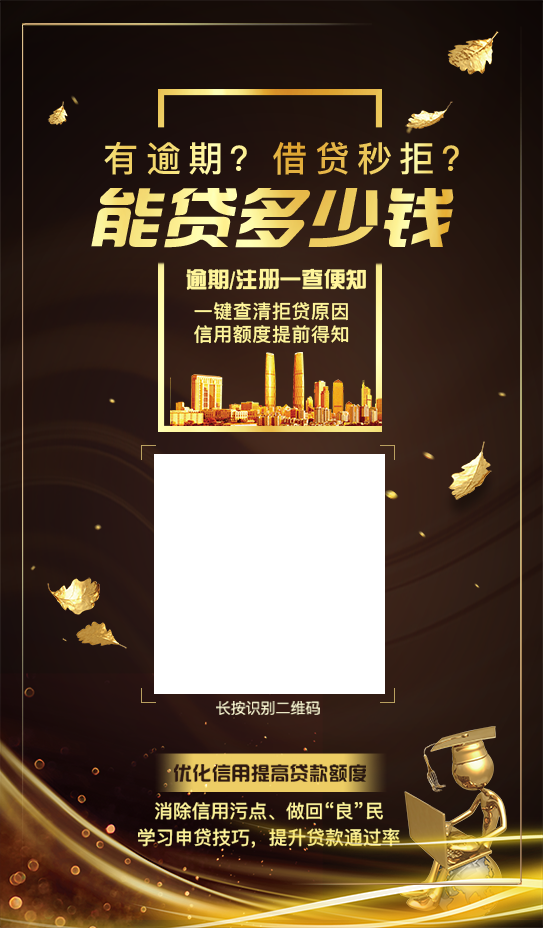 有逾期？借贷秒拒？
能贷多少钱
逾期/注册一查便知
一键查清拒贷原因
信用额度提前得知
长按识别二维码
优化信用提高贷款额度
消除信用污点、做回“良”民
学习申贷技巧，提升贷款通过率